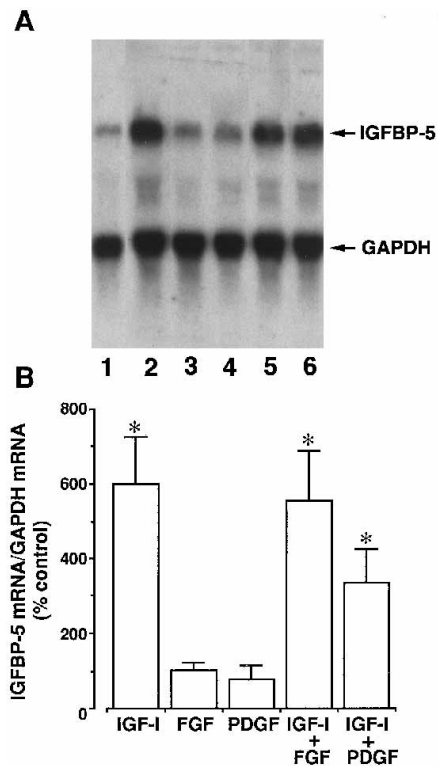 A
IGFBP-5
GAPDH
1 2 3 4 5 6
B
IGFBP-5 mRNA/GAPDH mRNA
(% control)
800
600
400
200
0
* * *
IGF-I FGF PDGF IGF-I + FGF IGF-I + PDGF